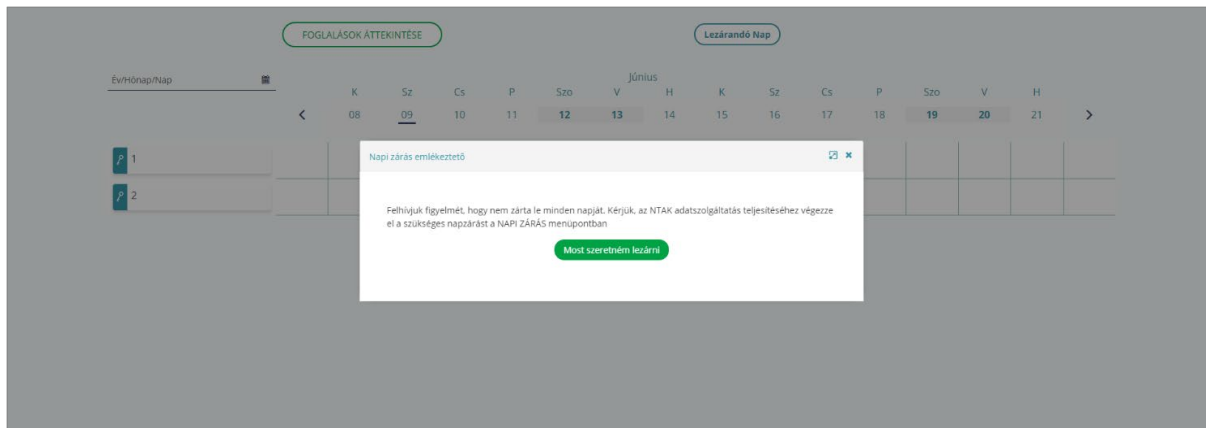 FOGLALÁSOK ÁTTEKINTÉSE Lezárandó Nap
Év/Hónap/Nap
Június
K Sz Cs P Szo V H K Sz Cs P Szo V H
08 09 10 11 12 13 14 15 16 17 18 19 20 21
1
2
Napi zárás emlékeztető
Felhívjuk figyelmét, hogy nem zárta le minden napját. Kérjük, az NTAK adatszolgáltatás teljesítéséhez végezze
el a szükséges napzárást a NAPI ZÁRÁS menüpontban
Most szeretném lezárni